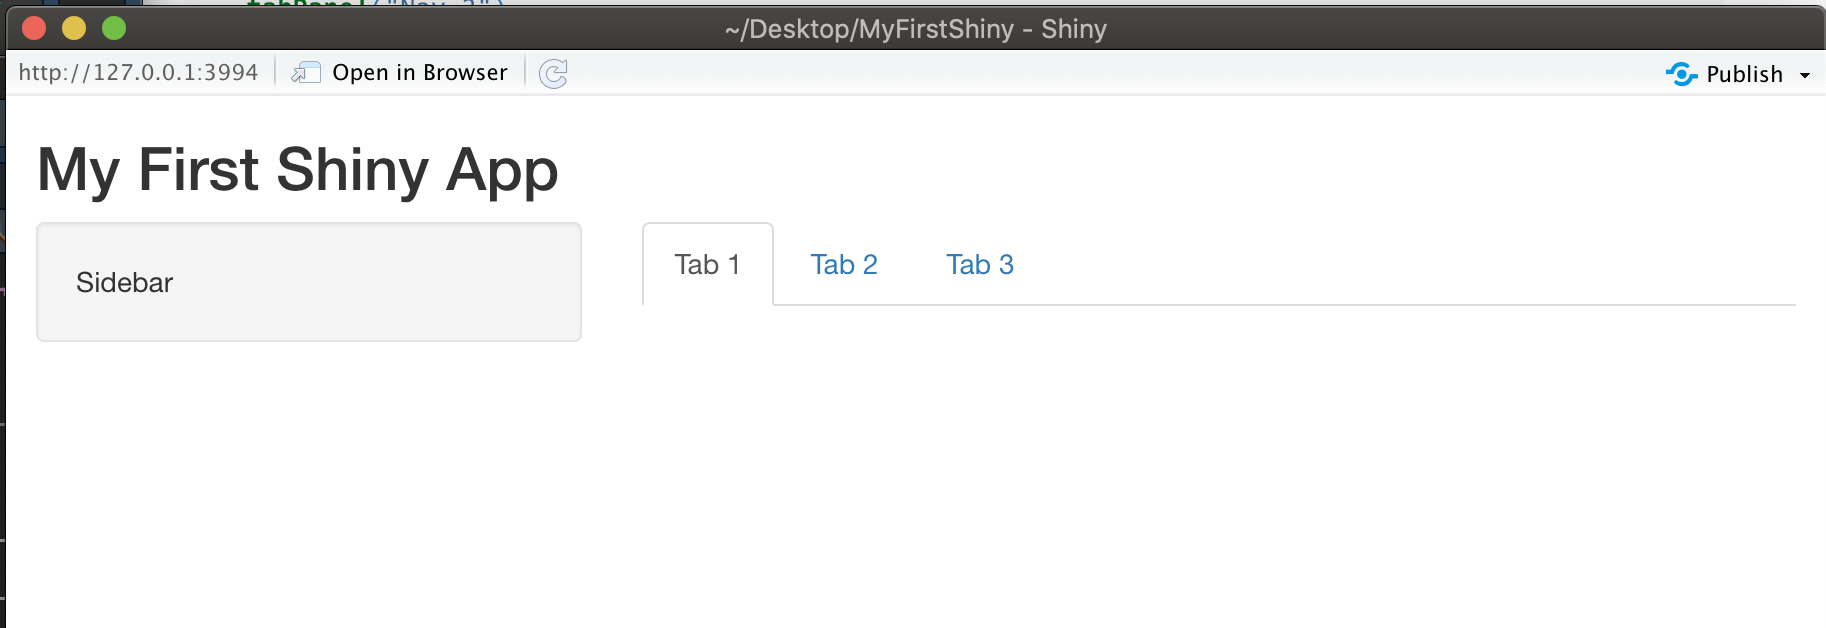 ~/Desktop/MyFirstShiny - Shiny
http://127.0.0.1:3994 Open in Browser Publish
My First Shiny App
Sidebar
Tab 1 Tab 2 Tab 3